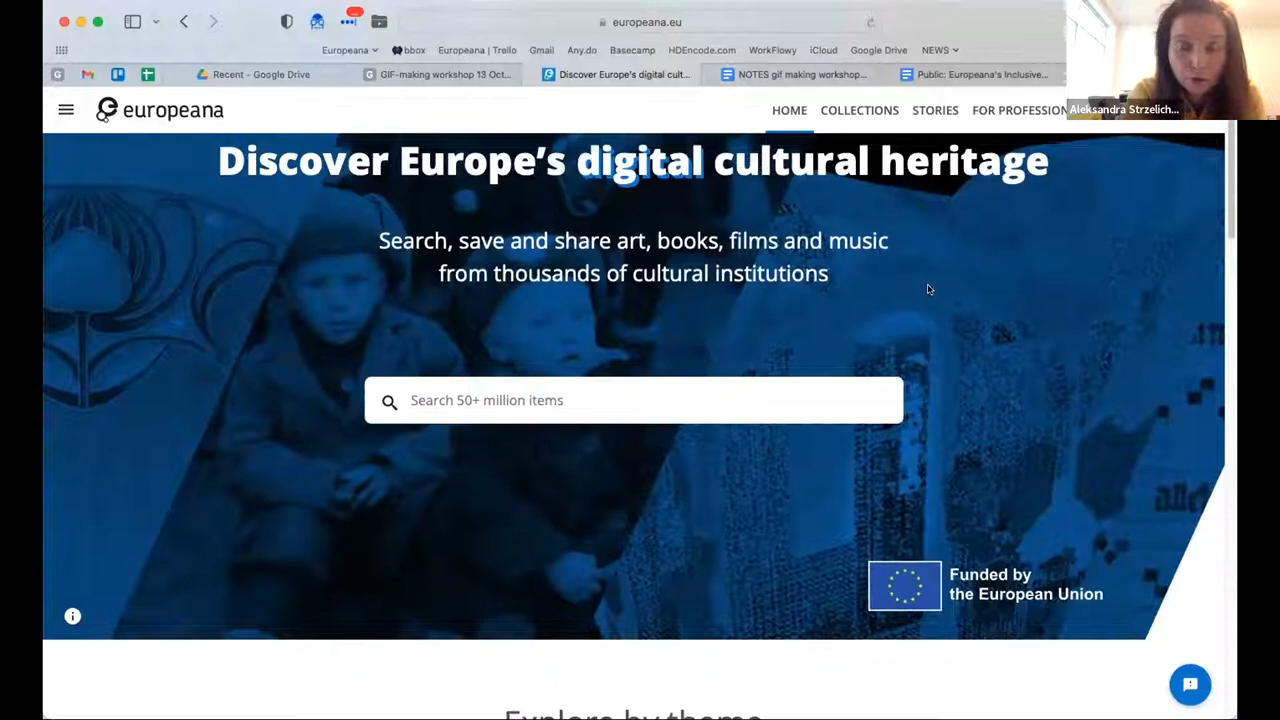 europeana.eu
Europeana
bbox
Europeana | Trello
Gmail
Any.do
Basecamp
HDEncode.com
WorkFlowy
iCloud
Google Drive
NEWS
Recent - Google Drive
GIF-making workshop 13 Oct...
Discover Europe's digital cult...
NOTES gif making workshop...
Public: Europeana's Inclusive...
Aleksandra Strzelich...
europeana
HOME
COLLECTIONS
STORIES
FOR PROFESSION
Discover Europe's digital cultural heritage
Search, save and share art, books, films and music
from thousands of cultural institutions
Search 50+ million items
Funded by
the European Union
Explore by theme